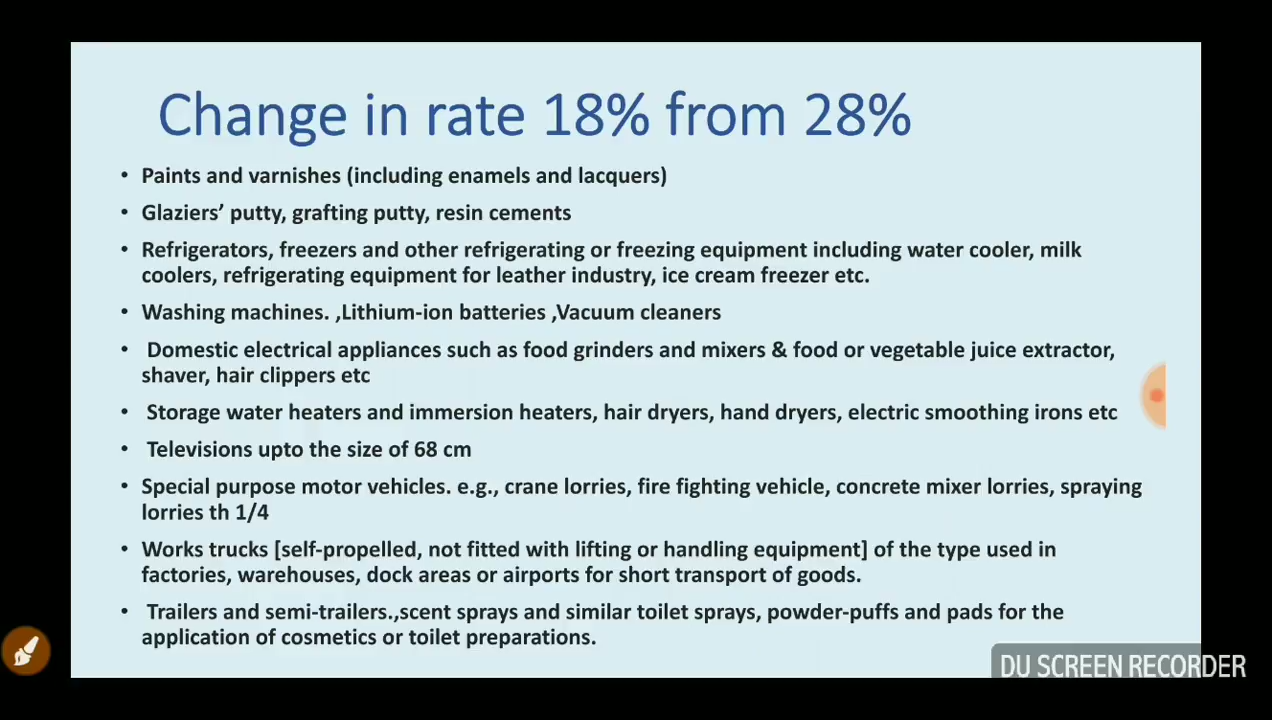 Change in rate 18% from 28%
• Paints and varnishes (including enamels and lacquers)
• Glaziers’ putty, grafting putty, resin cements
• Refrigerators, freezers and other refrigerating or freezing equipment including water cooler, milk
coolers, refrigerating equipment for leather industry, ice cream freezer etc.
• Washing machines. ,Lithium-ion batteries ,Vacuum cleaners
• Domestic electrical appliances such as food grinders and mixers & food or vegetable juice extractor,
shaver, hair clippers etc
• Storage water heaters and immersion heaters, hair dryers, hand dryers, electric smoothing irons etc
• Televisions upto the size of 68 cm
• Special purpose motor vehicles. e.g., crane lorries, fire fighting vehicle, concrete mixer lorries, spraying
lorries th 1/4
• Works trucks [self-propelled, not fitted with lifting or handling equipment] of the type used in
factories, warehouses, dock areas or airports for short transport of goods.
• Trailers and semi-trailers.,scent sprays and similar toilet sprays, powder-puffs and pads for the
application of cosmetics or toilet preparations.
DU SCREEN RECORDER